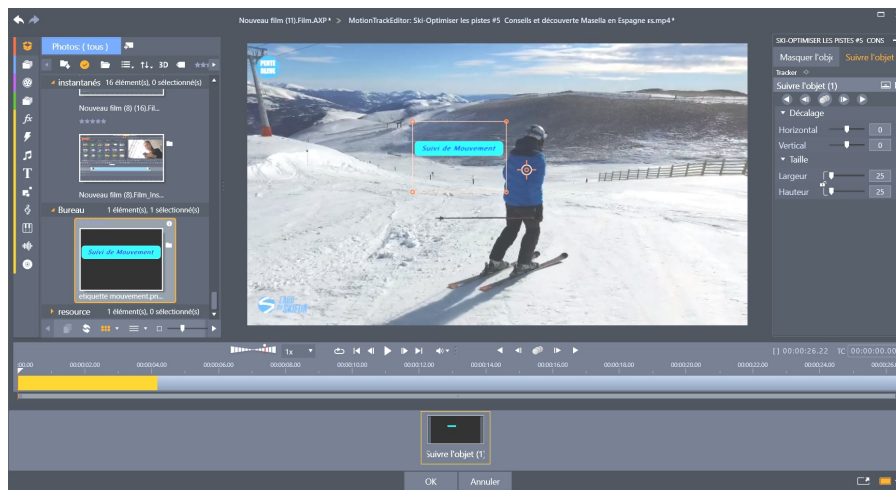 Nouveau film (11).Film.AXP* > MotionTrackEditor: Ski-Optimiser les pistes #5 Conseils et découverte Masella en Espagne rs.mp4*
Photos: ( tous )
3D
instantanés 16 élément(s), 0 sélectionné(s)
Nouveau film (8) (16).Fil...
Nouveau film (8).Film_Ins...
Bureau 1 élément(s), 1 sélectionné(s)
Suivi de Mouvement
etiquette mouvement.pn...
resource 1 élément(s), 0 sélectionné(s)
Suivi de Mouvement
SKI-OPTIMISER LES PISTES #5 CONS
Masquer l'obje Suivre l'objet
Tracker
Suivre l'objet (1)
Décalage
Horizontal 0
Vertical 0
Taille
Largeur 25
Hauteur 25
1x
[] 00:00:26.22 TC 00:00:00.00
:00.00 00:00:02.00 00:00:04.00 00:00:06.00 00:00:08.00 00:00:10.00 00:00:12.00 00:00:14.00 00:00:16.00 00:00:18.00 00:00:20.00 00:00:22.00 00:00:24.00 00:00:26.0
Suivre l'objet (1)
OK Annuler